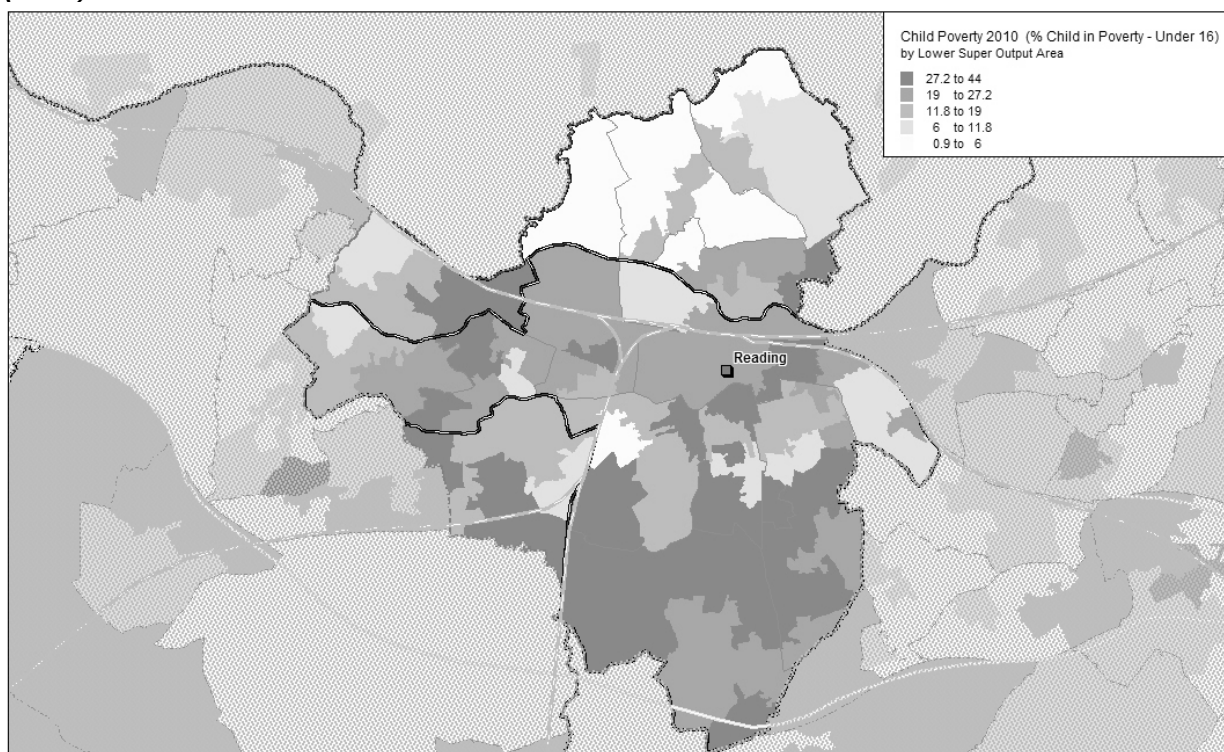 Child Poverty 2010 (% Child in Poverty - Under 16)
by Lower Super Output Area
27.2 to 44
19 to 27.2
11.8 to 19
6 to 11.8
0.9 to 6
Reading